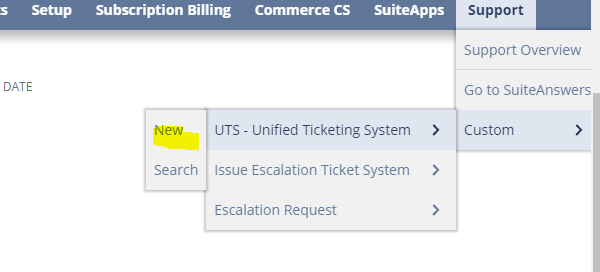 Setup Subscription Billing Commerce CS SuiteApps Support
Support Overview
DATE
Go to SuiteAnswers
New UTS - Unified Ticketing System Custom
Search Issue Escalation Ticket System
Escalation Request